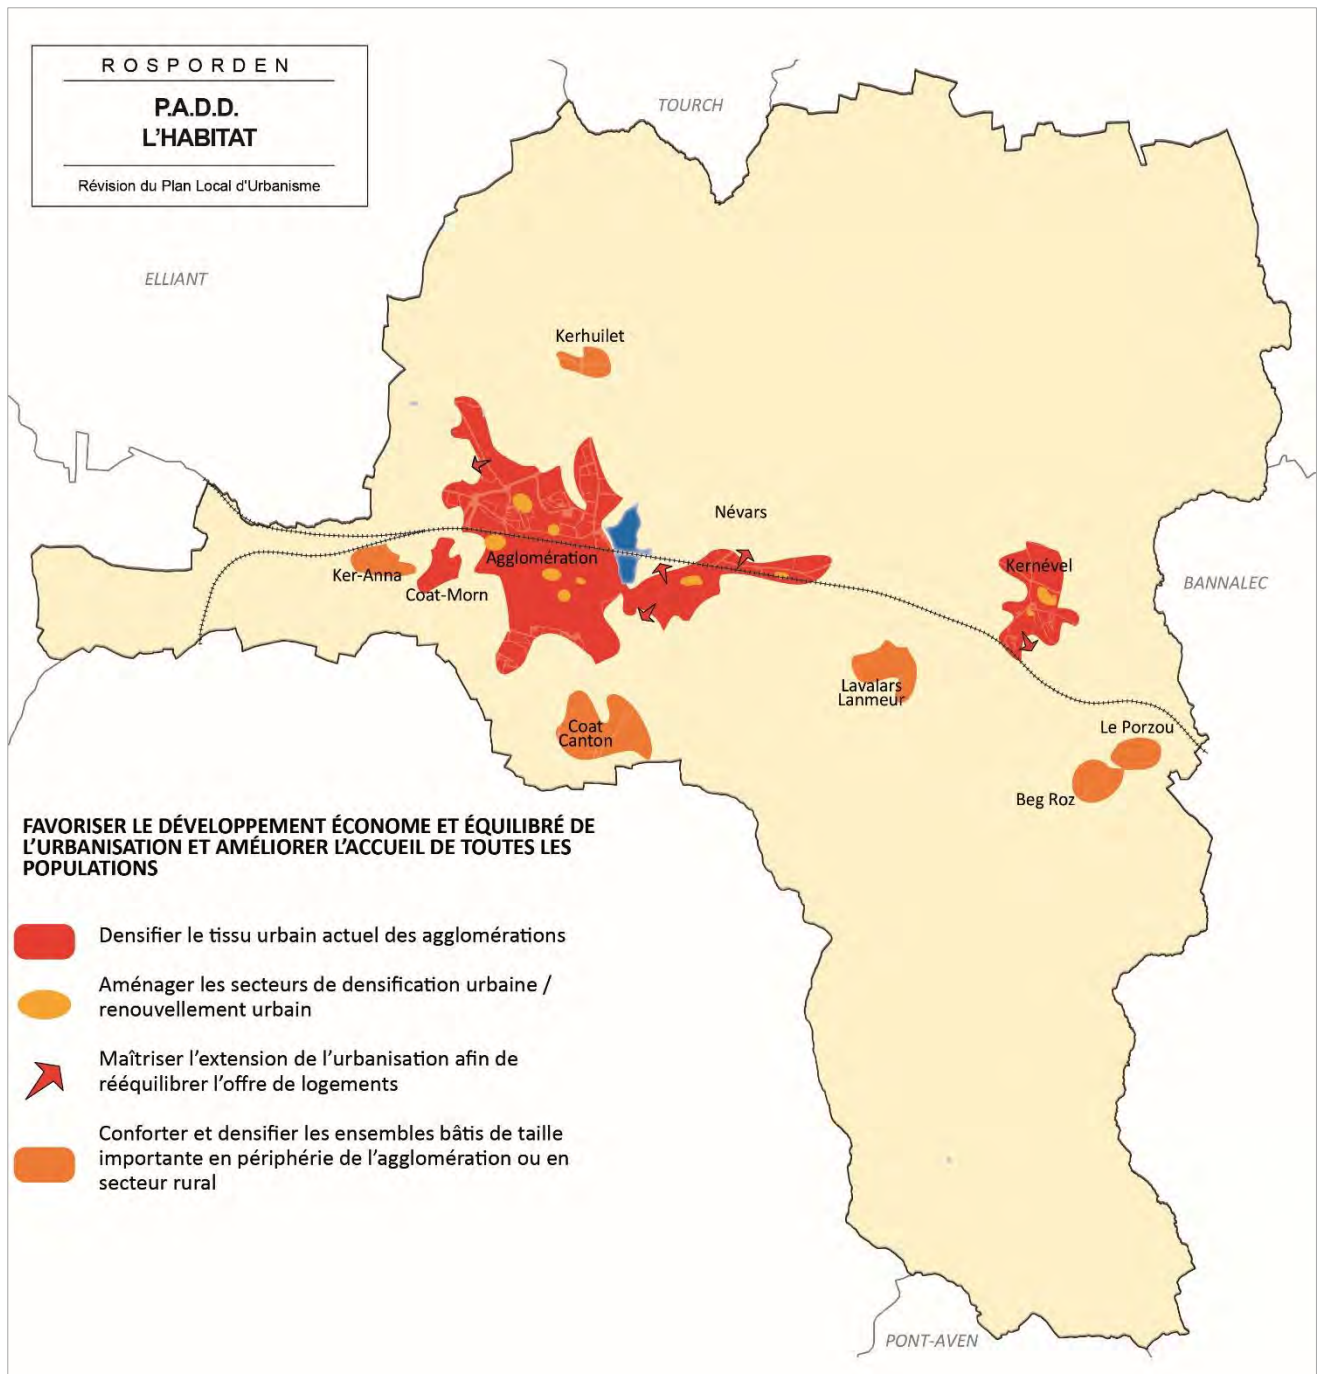 ROSPORDEN
P.A.D.D.
L'HABITAT
Révision du Plan Local d'Urbanisme
TOURCH
ELLIANT
Kerhuilet
Névars
Agglomération
Kernével
Ker-Anna
BANNALEC
Coat-Morn
Lavalars
Lanmeur
Coat
Canton
Le Porzou
Beg Roz
FAVORISER LE DÉVELOPPEMENT ÉCONOME ET ÉQUILIBRÉ DE
L'URBANISATION ET AMÉLIORER L'ACCUEIL DE TOUTES LES
POPULATIONS
Densifier le tissu urbain actuel des agglomérations
Aménager les secteurs de densification urbaine /
renouvellement urbain
Maîtriser l'extension de l'urbanisation afin de
rééquilibrer l'offre de logements
Conforter et densifier les ensembles bâtis de taille
importante en périphérie de l'agglomération ou en
secteur rural
PONT-AVEN